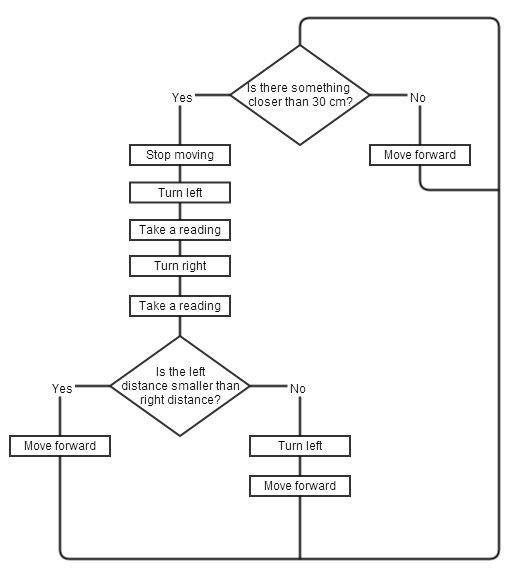 Is there something
closer than 30 cm?
Yes
No
Stop moving
Move forward
Turn left
Take a reading
Turn right
Take a reading
Is the left
distance smaller than
right distance?
Yes
No
Move forward
Turn left
Move forward